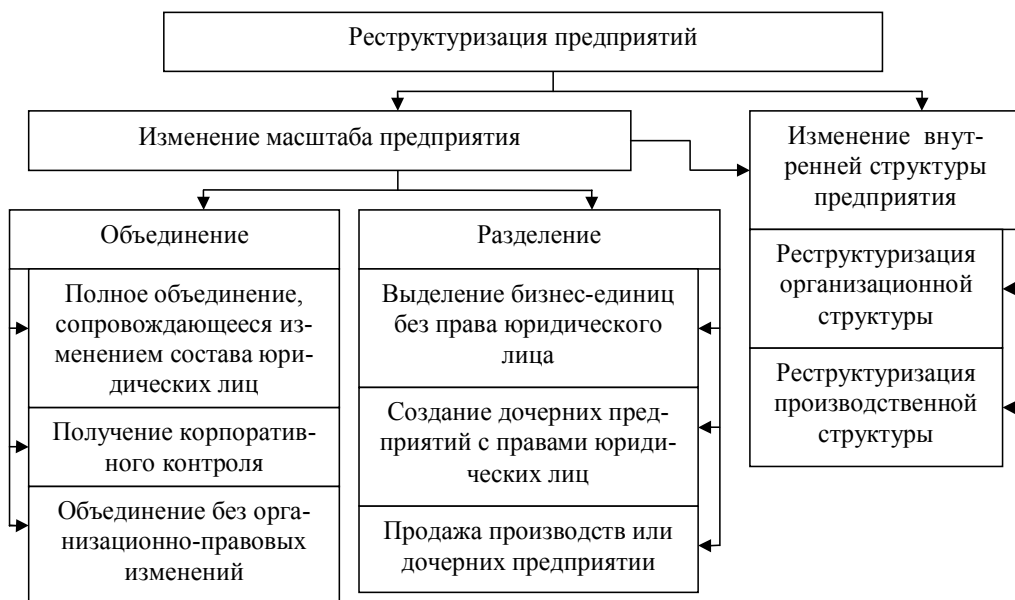 Реструктуризация предприятий
Изменение масштаба предприятия
Изменение внут-
ренней структуры
предприятия
Объединение
Полное объединение,
сопровождающееся из-
менением состава юри-
дических лиц
Получение корпоратив-
ного контроля
Объединение без орга-
низационно-правовых
изменений
Разделение
Выделение бизнес-единиц
без права юридического
лица
Создание дочерних пред-
приятий с правами юриди-
ческих лиц
Продажа производств или
дочерних предприятии
Реструктуризация
организационной
структуры
Реструктуризация
производственной
структуры